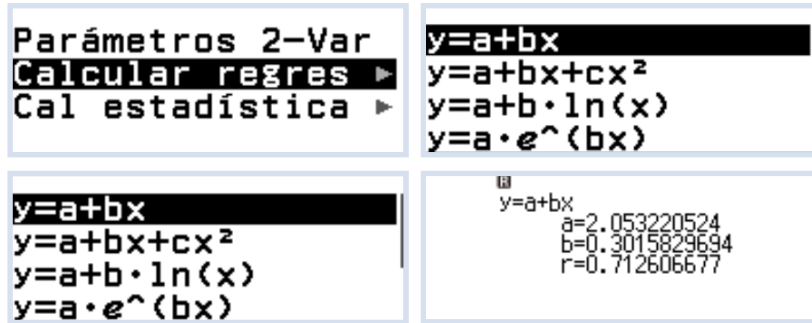 Parámetros 2-Var
Calcular regres ▶
Cal estadística ▶
y=a+bx
y=a+bx+cx²
y=a+b·ln(x)
y=a·e^(bx)
y=a+bx
y=a+bx+cx²
y=a+b·ln(x)
y=a·e^(bx)
y=a+bx
a=2.053220524
b=0.3015829694
r=0.712606677